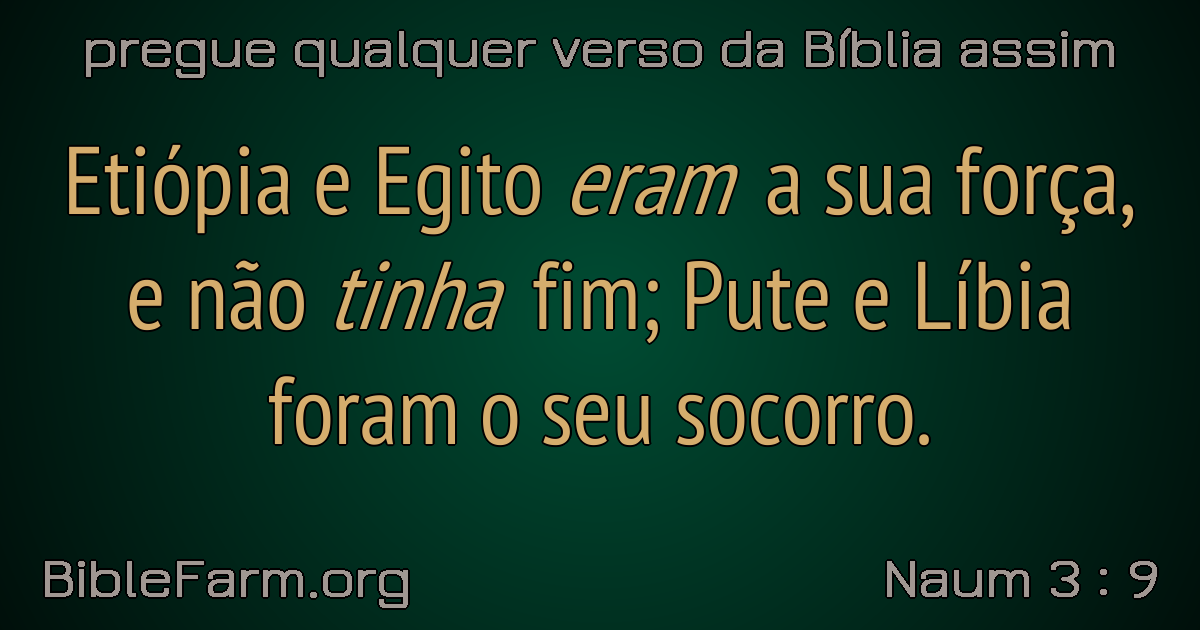 pregue qualquer verso da Bíblia assim
Etiópia e Egito eram a sua força,
e não tinha fim; Pute e Líbia
foram o seu socorro.
BibleFarm.org
Naum 3 : 9